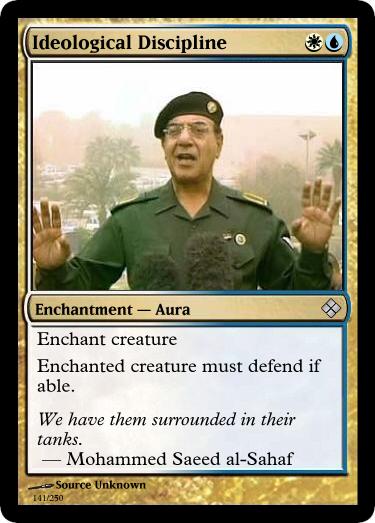 Ideological Discipline
Enchantment — Aura
Enchant creature
Enchanted creature must defend if
able.
We have them surrounded in their
tanks.
— Mohammed Saeed al-Sahaf
Source Unknown
141/250